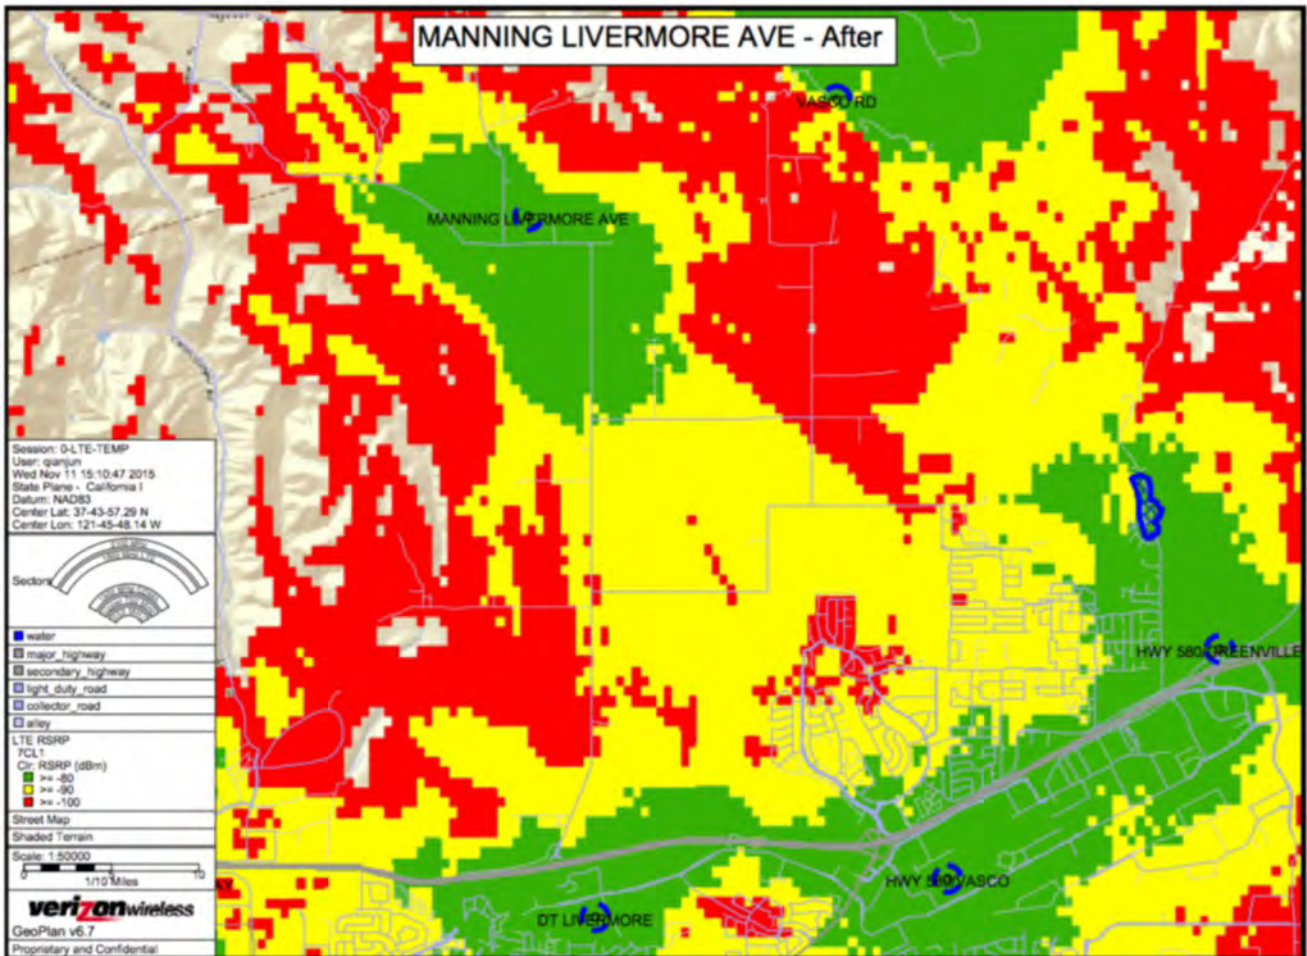 MANNING LIVERMORE AVE - After
VASCO RD
MANNING LIVERMORE AVE
HWY 580/GREENVILLE
HWY 580/VASCO
DT LIVERMORE
Session: 0-LTE-TEMP
User: qianjun
Wed Nov 11 15:10:47 2015
State Plane - California I
Datum: NAD83
Center Lat: 37-43-57.29 N
Center Lon: 121-45-48.14 W
Sectors
water
major_highway
secondary_highway
light_duty_road
collector_road
alley
LTE RSRP
7CL1
Clr: RSRP (dBm)
>= -80
>= -90
>= -100
Street Map
Shaded Terrain
Scale: 1:50000
0 10
1/10 Miles
verizonwireless
GeoPlan v6.7
Proprietary and Confidential